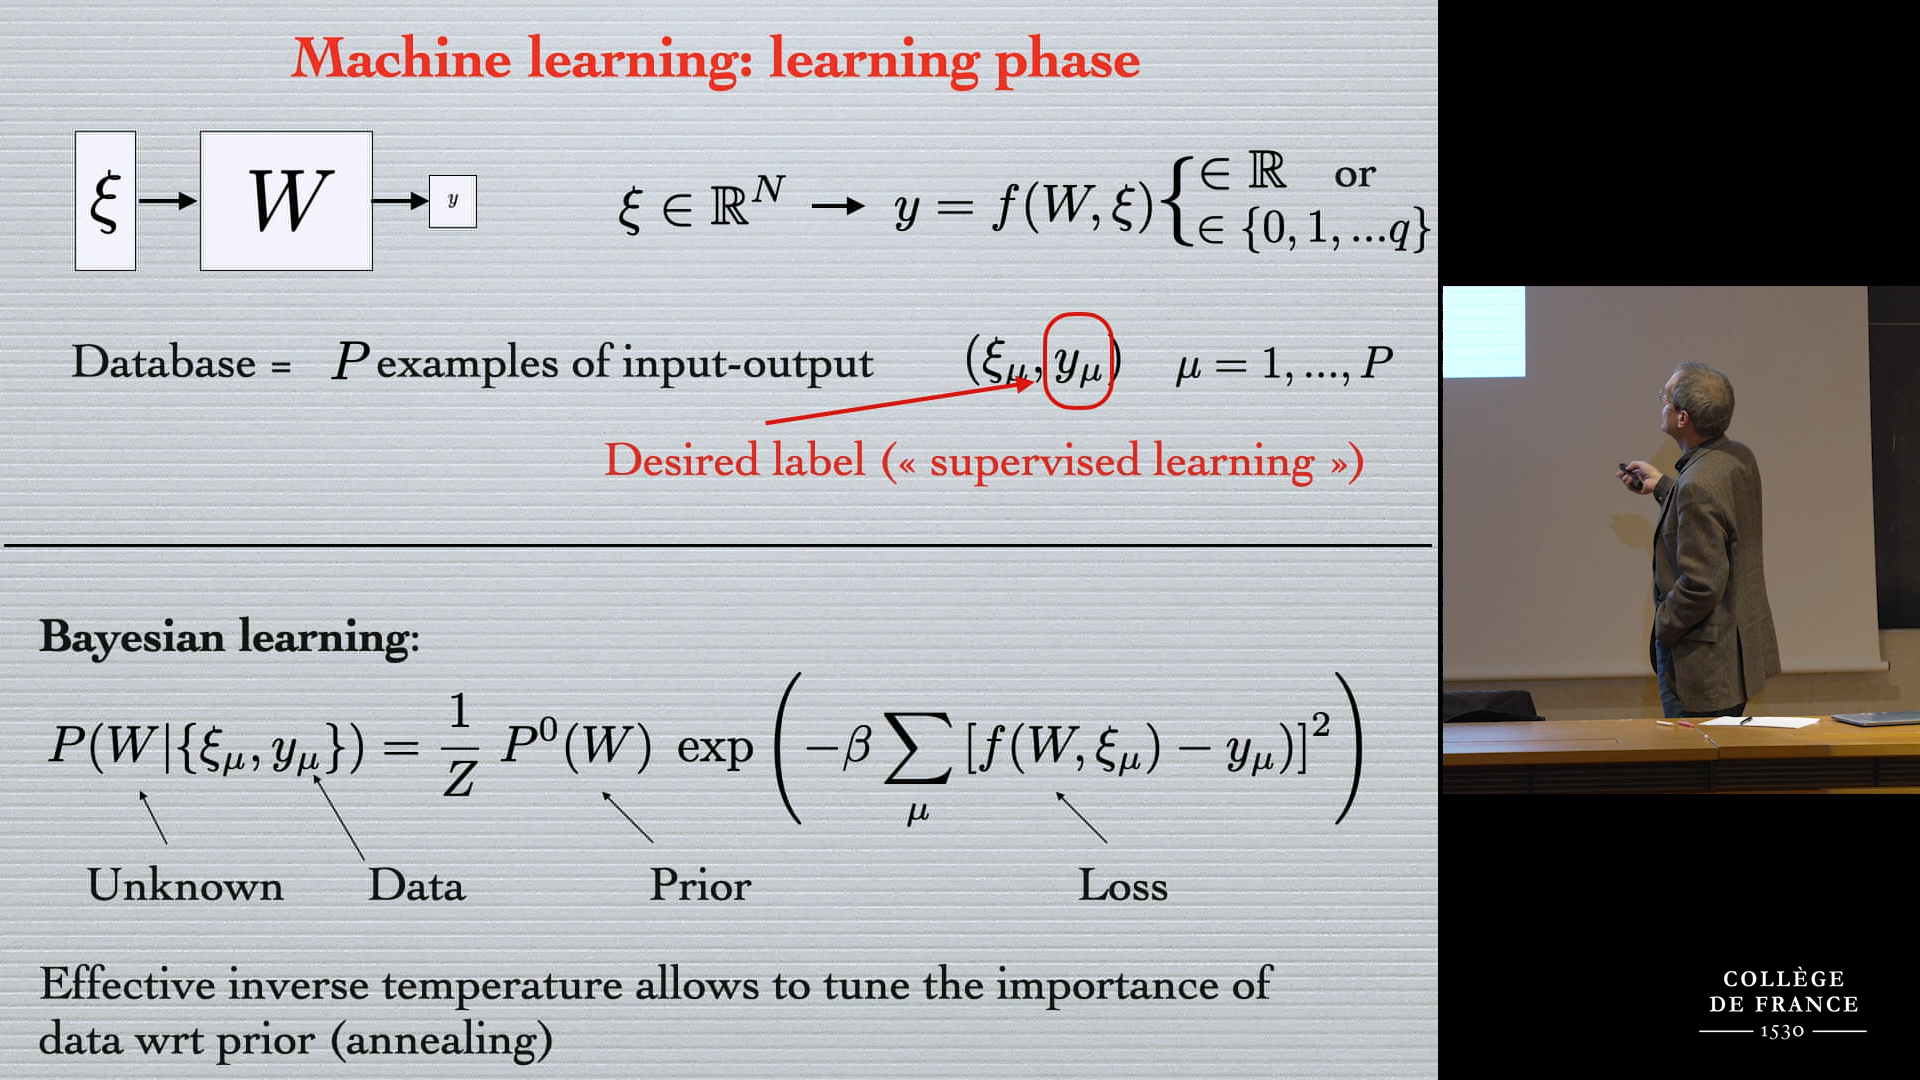 Machine learning: learning phase
ξ → W → y
ξ ∈ ℝ^N → y = f(W, ξ) { ∈ ℝ or
∈ {0, 1, ...q}
Database = P examples of input-output (ξ_μ, y_μ) μ = 1, ..., P
Desired label (« supervised learning »)
Bayesian learning:
P(W|{ξ_μ, y_μ}) = 1/Z P^0(W) exp (−β ∑_μ [f(W, ξ_μ) − y_μ)]^2)
Unknown Data Prior Loss
Effective inverse temperature allows to tune the importance of
data wrt prior (annealing)
COLLÈGE
DE FRANCE
1530